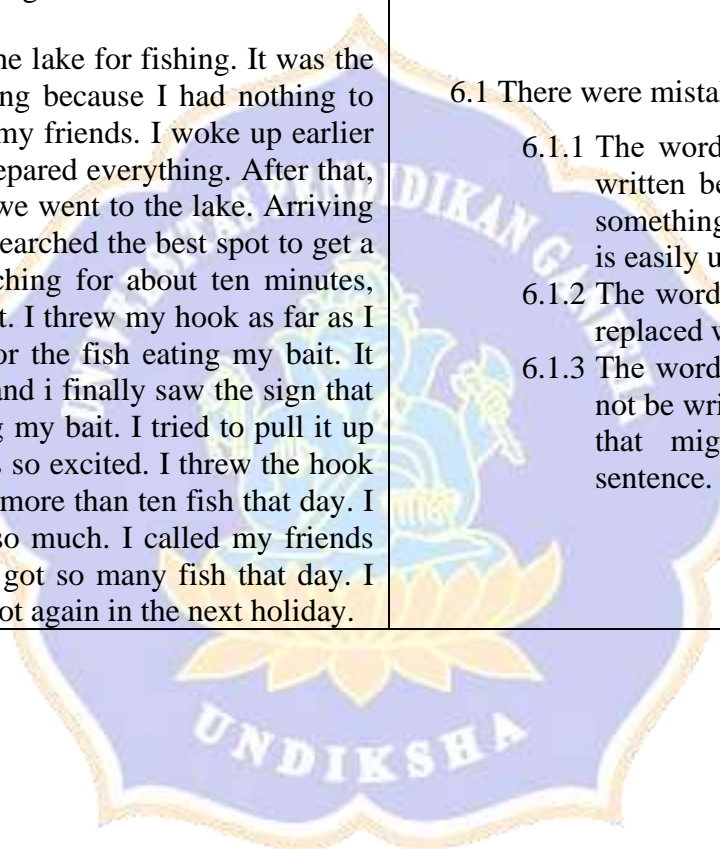 he lake for fishing. It was the
ng because I had nothing to
my friends. I woke up earlier
epared everything. After that,
we went to the lake. Arriving
earched the best spot to get a
ching for about ten minutes,
t. I threw my hook as far as I
or the fish eating my bait. It
and i finally saw the sign that
g my bait. I tried to pull it up
s so excited. I threw the hook
more than ten fish that day. I
so much. I called my friends
got so many fish that day. I
ot again in the next holiday.
6.1 There were mista
6.1.1 The word
written be
something
is easily u
6.1.2 The word
replaced w
6.1.3 The word
not be wri
that mig
sentence.
UNIVERSITAS PENDIDIKAN GA
UNDIKSHA